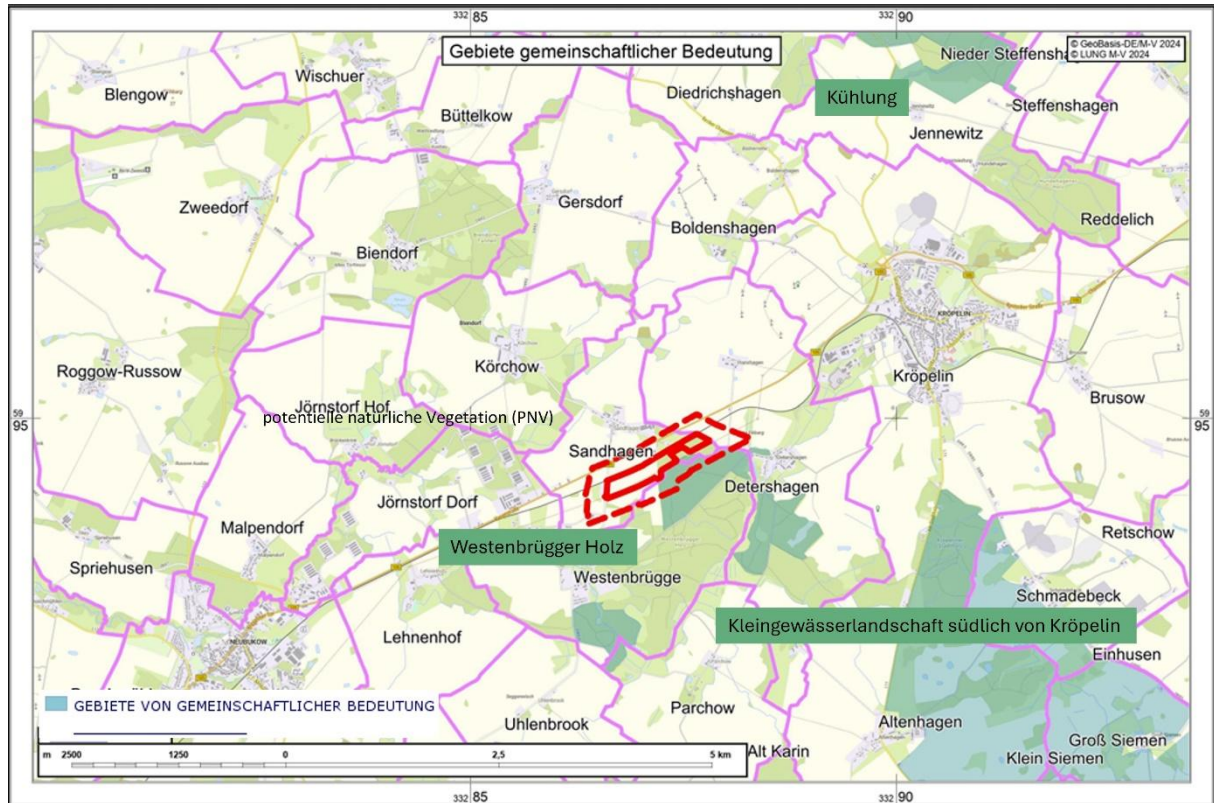 332 85
332 90
Gebiete gemeinschaftlicher Bedeutung
© GeoBasis-DE/M-V 2024
© LUNG M-V 2024
Nieder Steffensha
Wischuer
Blengow
Büttelkow
Diedrichshagen
Kühlung
Steffenshagen
Jennewitz
Zweedorf
Gersdorf
Boldenshagen
Reddelich
Biendorf
KRÖPELIN
Körchow
Roggow-Russow
Kröpelin
Brusow
Jörnstorf Hof
potentielle natürliche Vegetation (PNV)
59
95
59
95
Sandhagen
Detershagen
Jörnstorf Dorf
Malpendorf
Retschow
Westenbrügger Holz
Spriehusen
Westenbrügge
Schmadebeck
Kleingewässerlandschaft südlich von Kröpelin
Lehnenhof
NEUBUKOW
Einhusen
GEBIETE VON GEMEINSCHAFTLICHER BEDEUTUNG
Parchow
Uhlenbrook
Altenhagen
Groß Siemen
Alt Karin
Klein Siemen
m 2500 1250 0 2,5 5 km
332 85
332 90